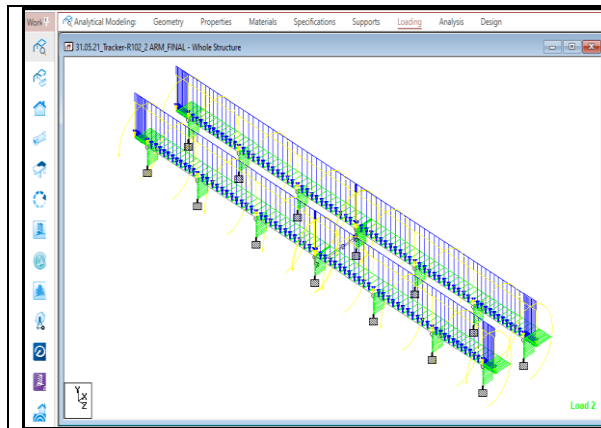 Work
Analytical Modeling: Geometry Properties Materials Specifications Supports Loading Analysis Design
31.05.21_Tracker-R102_2 ARM_FINAL - Whole Structure
Y
X
Z
Load 2